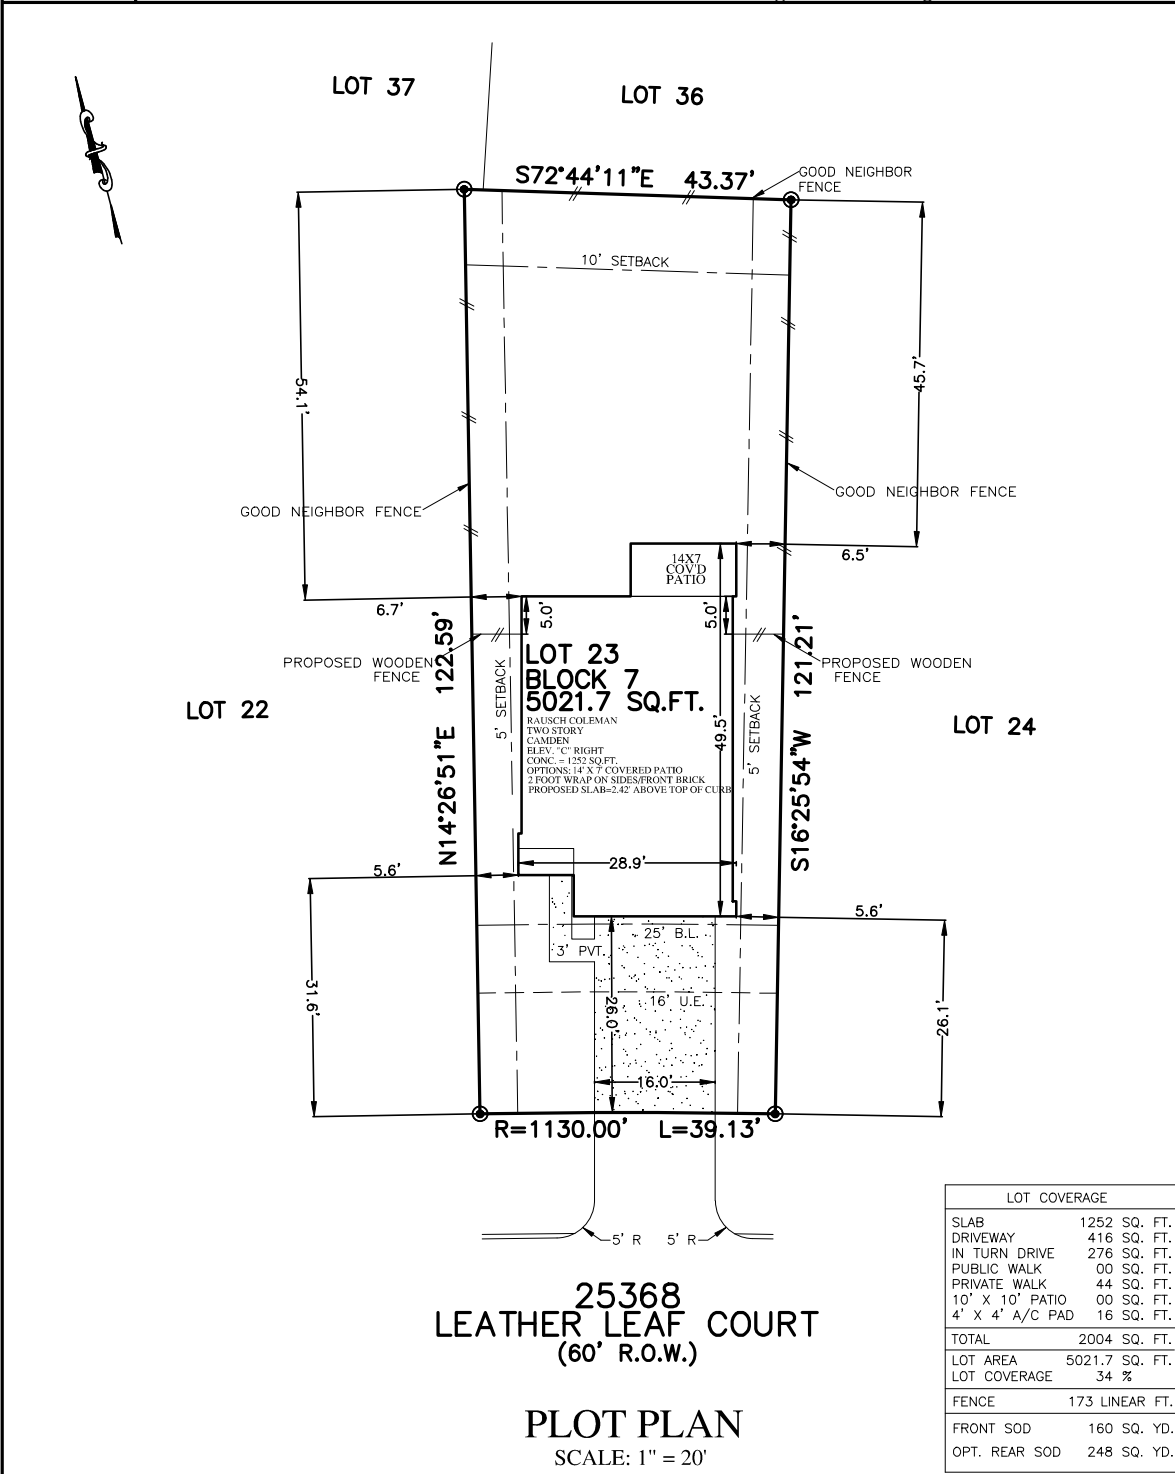 LOT 37
LOT 36
S72°44'11"E 43.37'
GOOD NEIGHBOR
FENCE
10' SETBACK
54.1'
45.7'
GOOD NEIGHBOR FENCE
GOOD NEIGHBOR FENCE
14X7
COV'D
PATIO
6.5'
6.7'
5.0'
5.0'
N14°26'51"E 122.59'
S16°25'54"W 121.21'
PROPOSED WOODEN
FENCE
PROPOSED WOODEN
FENCE
5' SETBACK
5' SETBACK
LOT 23
BLOCK 7
5021.7 SQ.FT.
RAUSCH COLEMAN
TWO STORY
CAMDEN
ELEV. "C" RIGHT
CONC. = 1252 SQ.FT.
OPTIONS: 14' X 7' COVERED PATIO
2 FOOT WRAP ON SIDES/FRONT BRICK
PROPOSED SLAB=2.42' ABOVE TOP OF CURB
49.5'
LOT 22
LOT 24
28.9'
5.6'
5.6'
25' B.L.
3' PVT.
31.6'
16' U.E.
26.0'
26.1'
16.0'
R=1130.00' L=39.13'
5' R 5' R
25368
LEATHER LEAF COURT
(60' R.O.W.)
PLOT PLAN
SCALE: 1" = 20'
LOT COVERAGE
SLAB 1252 SQ. FT.
DRIVEWAY 416 SQ. FT.
IN TURN DRIVE 276 SQ. FT.
PUBLIC WALK 00 SQ. FT.
PRIVATE WALK 44 SQ. FT.
10' X 10' PATIO 00 SQ. FT.
4' X 4' A/C PAD 16 SQ. FT.
TOTAL 2004 SQ. FT.
LOT AREA 5021.7 SQ. FT.
LOT COVERAGE 34 %
FENCE 173 LINEAR FT.
FRONT SOD 160 SQ. YD.
OPT. REAR SOD 248 SQ. YD.